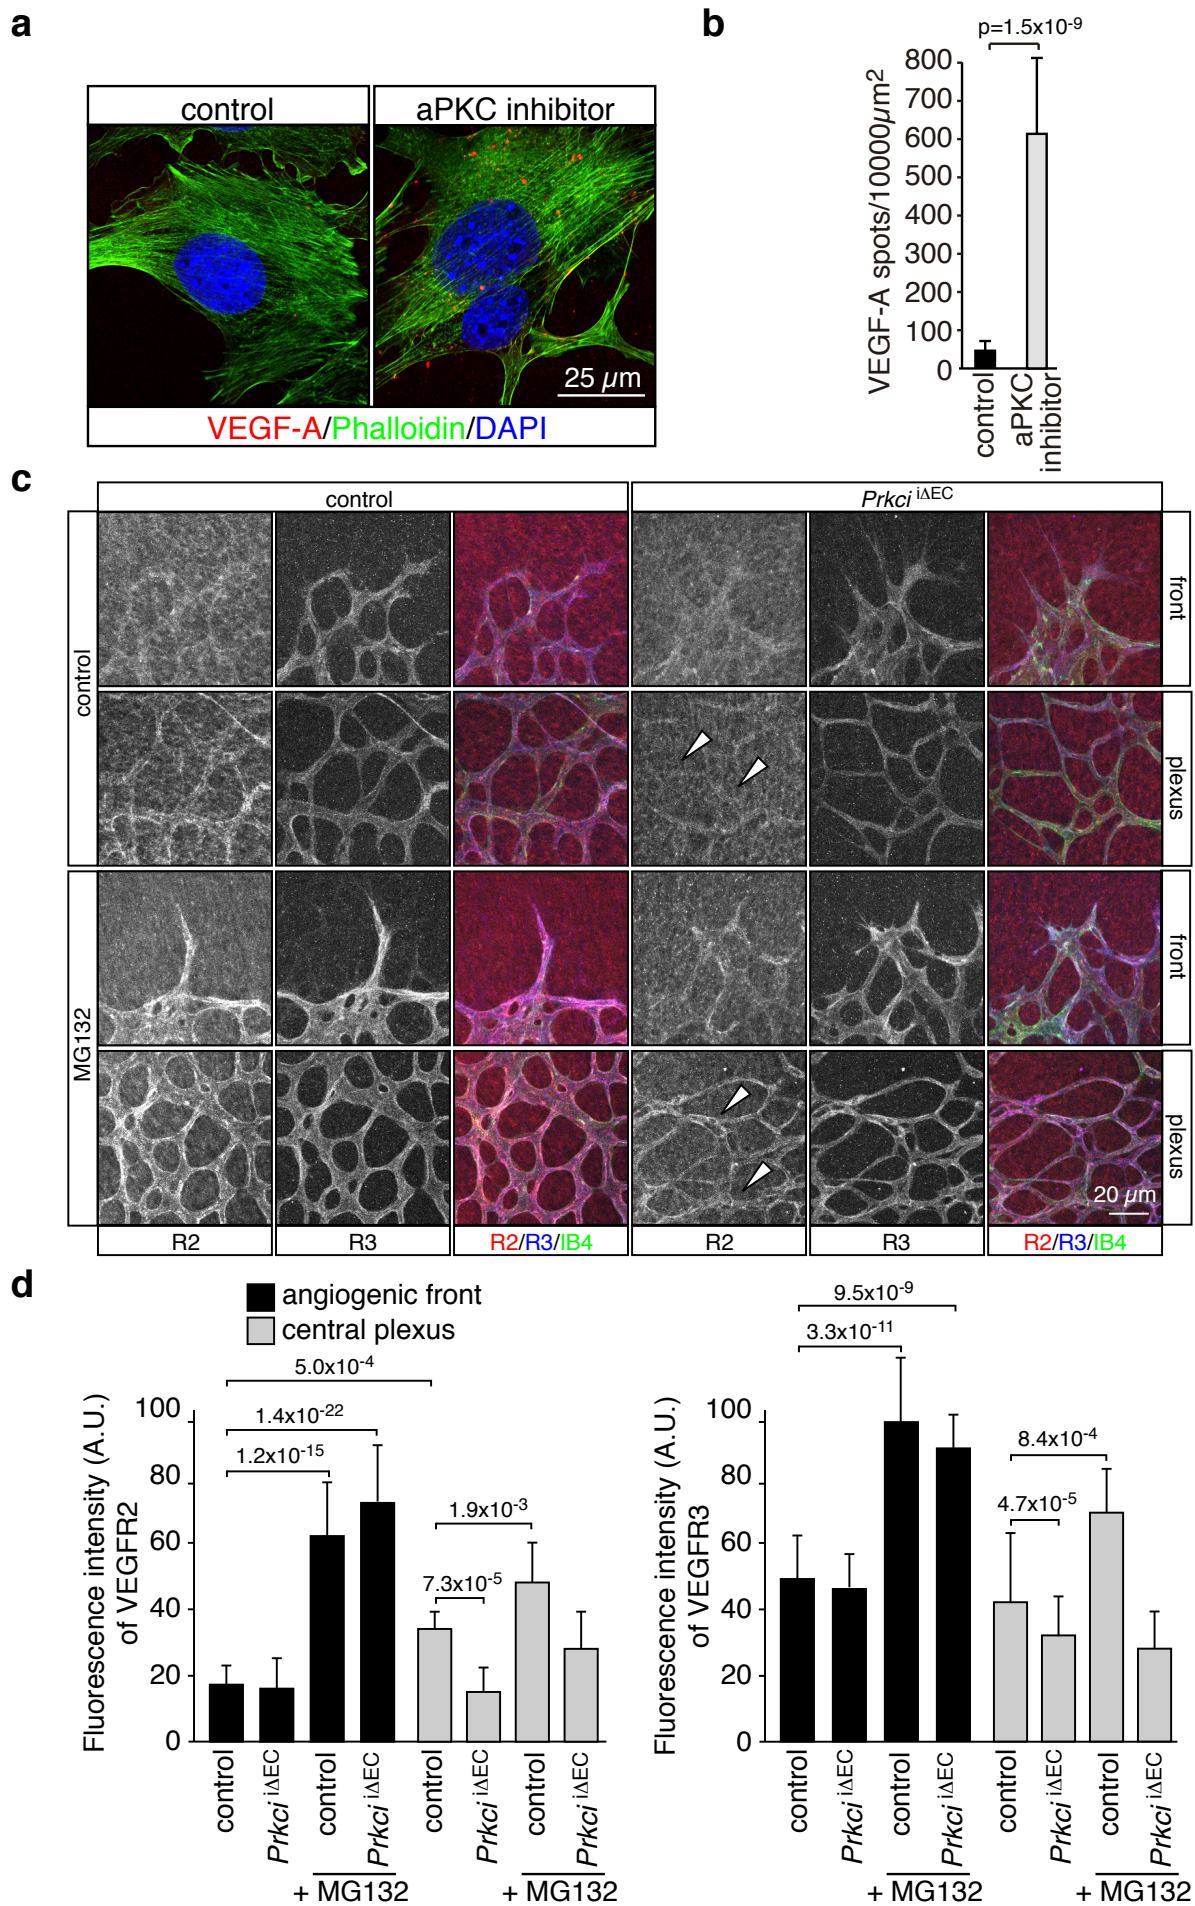 a
control
aPKC inhibitor
25 µm
VEGF-A/Phalloidin/DAPI
b
p=1.5x10-9
VEGF-A spots/10000µm2
800
700
600
500
400
300
200
100
0
control
aPKC
inhibitor
c
control
Prkci iΔEC
control
MG132
front
plexus
front
plexus
20 µm
R2
R3
R2/R3/IB4
R2
R3
R2/R3/IB4
d
angiogenic front
central plexus
Fluorescence intensity (A.U.)
of VEGFR2
100
80
60
40
20
0
5.0x10-4
1.4x10-22
1.2x10-15
1.9x10-3
7.3x10-5
control
Prkci iΔEC
control
Prkci iΔEC
control
Prkci iΔEC
control
Prkci iΔEC
+ MG132
+ MG132
Fluorescence intensity (A.U.)
of VEGFR3
100
80
60
40
20
0
9.5x10-9
3.3x10-11
8.4x10-4
4.7x10-5
control
Prkci iΔEC
control
Prkci iΔEC
control
Prkci iΔEC
control
Prkci iΔEC
+ MG132
+ MG132